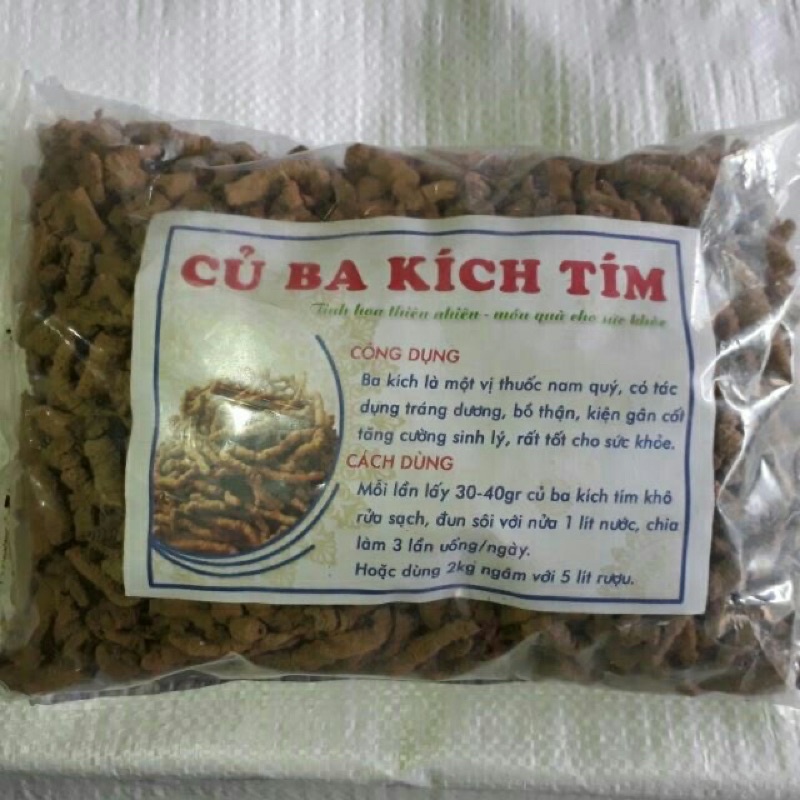 CỦ BA KÍCH TÍM
Tinh hoa thiên nhiên - món quà cho sức khỏe
CÔNG DỤNG
Ba kích là một vị thuốc nam quý, có tác
dụng tráng dương, bổ thận, kiện gân cốt
tăng cường sinh lý, rất tốt cho sức khỏe.
CÁCH DÙNG
Mỗi lần lấy 30-40gr củ ba kích tím khô
rửa sạch, đun sôi với nửa 1 lít nước, chia
làm 3 lần uống/ngày.
Hoặc dùng 2kg ngâm với 5 lít rượu.